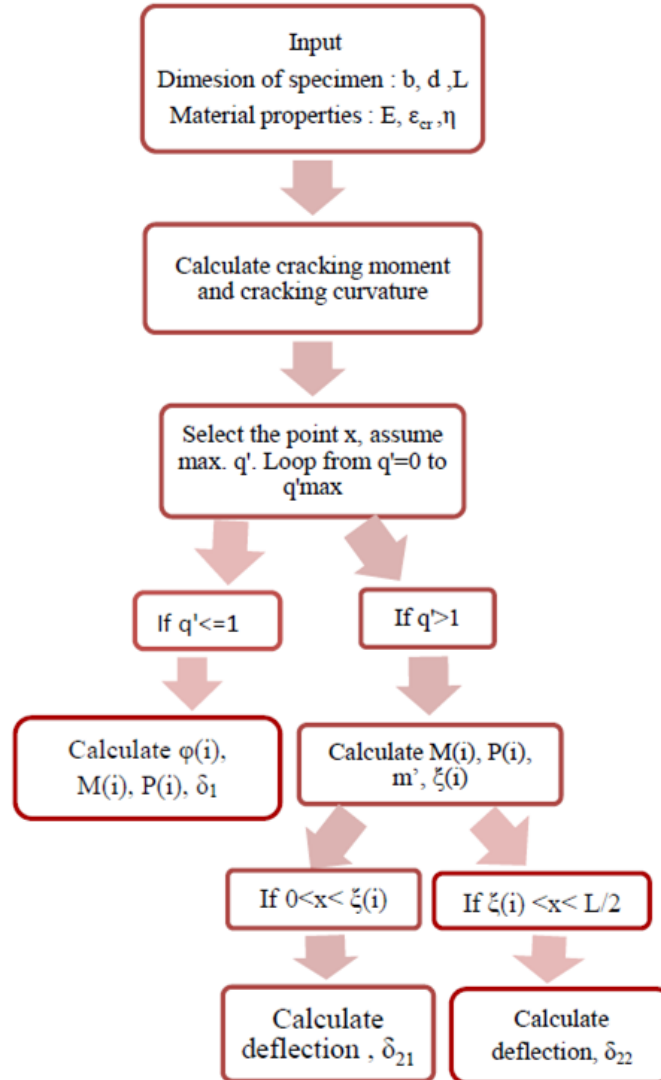 Input
Dimesion of specimen : b, d ,L
Material properties : E, ε_cr ,η
Calculate cracking moment
and cracking curvature
Select the point x, assume
max. q'. Loop from q'=0 to
q'max
If q'<=1
If q'>1
Calculate φ(i),
M(i), P(i), δ₁
Calculate M(i), P(i),
m’, ξ(i)
If 0<x< ξ(i)
If ξ(i) <x< L/2
Calculate
deflection , δ₂₁
Calculate
deflection, δ₂₂